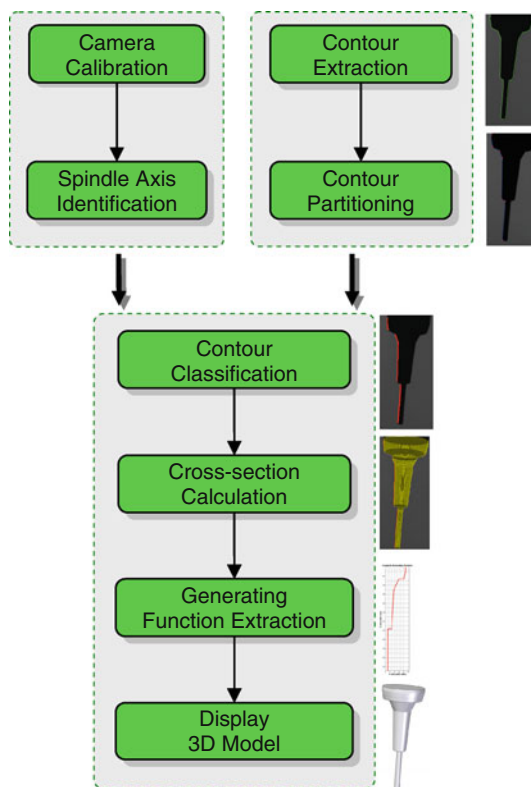 Camera
Calibration
Spindle Axis
Identification
Contour
Extraction
Contour
Partitioning
Contour
Classification
Cross-section
Calculation
Generating
Function Extraction
Display
3D Model